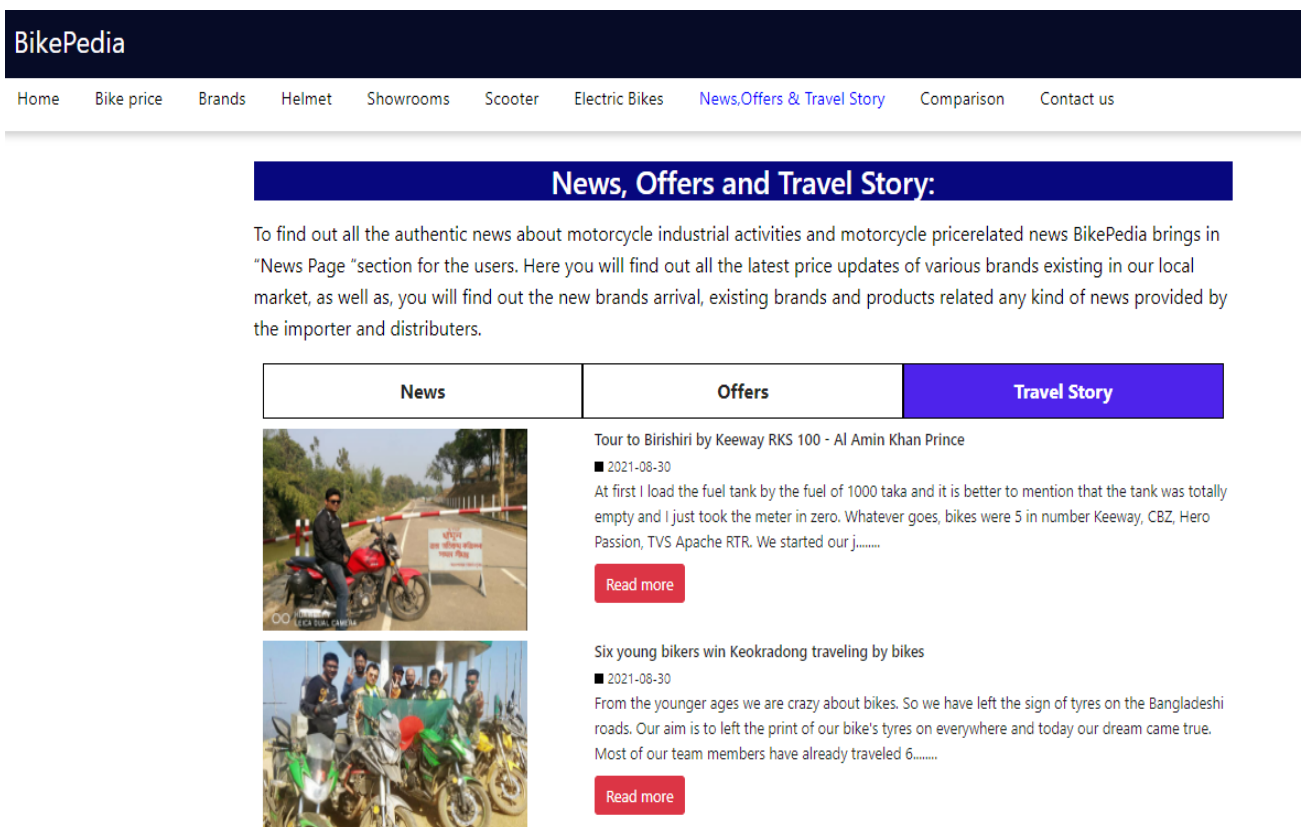 BikePedia
Home Bike price Brands Helmet Showrooms Scooter Electric Bikes News,Offers & Travel Story Comparison Contact us
News, Offers and Travel Story:
To find out all the authentic news about motorcycle industrial activities and motorcycle pricerelated news BikePedia brings in
“News Page “section for the users. Here you will find out all the latest price updates of various brands existing in our local
market, as well as, you will find out the new brands arrival, existing brands and products related any kind of news provided by
the importer and distributers.
News Offers Travel Story
Tour to Birishiri by Keeway RKS 100 - Al Amin Khan Prince
2021-08-30
At first I load the fuel tank by the fuel of 1000 taka and it is better to mention that the tank was totally
empty and I just took the meter in zero. Whatever goes, bikes were 5 in number Keeway, CBZ, Hero
Passion, TVS Apache RTR. We started our j........
Read more
থামুন
LEICA DUAL CAMERA
Six young bikers win Keokradong traveling by bikes
2021-08-30
From the younger ages we are crazy about bikes. So we have left the sign of tyres on the Bangladeshi
roads. Our aim is to left the print of our bike's tyres on everywhere and today our dream came true.
Most of our team members have already traveled 6........
Read more